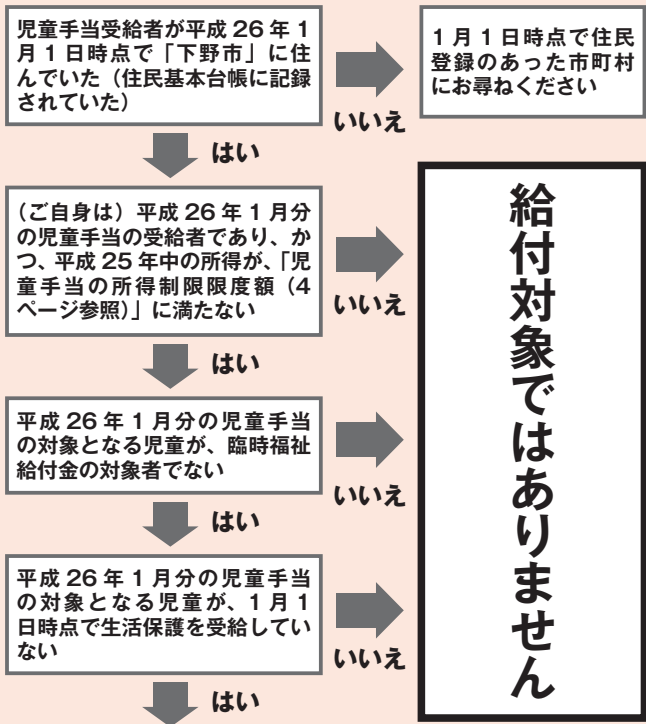 児童手当受給者が平成 26 年 1
月 1 日時点で「下野市」に住
んでいた（住民基本台帳に記録
されていた）
いいえ
1 月 1 日時点で住民
登録のあった市町村
にお尋ねください
はい
（ご自身は）平成 26 年 1 月分
の児童手当の受給者であり、か
つ、平成 25 年中の所得が、「児
童手当の所得制限限度額（4
ページ参照）」に満たない
いいえ
はい
平成 26 年 1 月分の児童手当
の対象となる児童が、臨時福祉
給付金の対象者でない
いいえ
はい
平成 26 年 1 月分の児童手当
の対象となる児童が、1 月 1
日時点で生活保護を受給してい
ない
いいえ
はい
給付対象ではありません